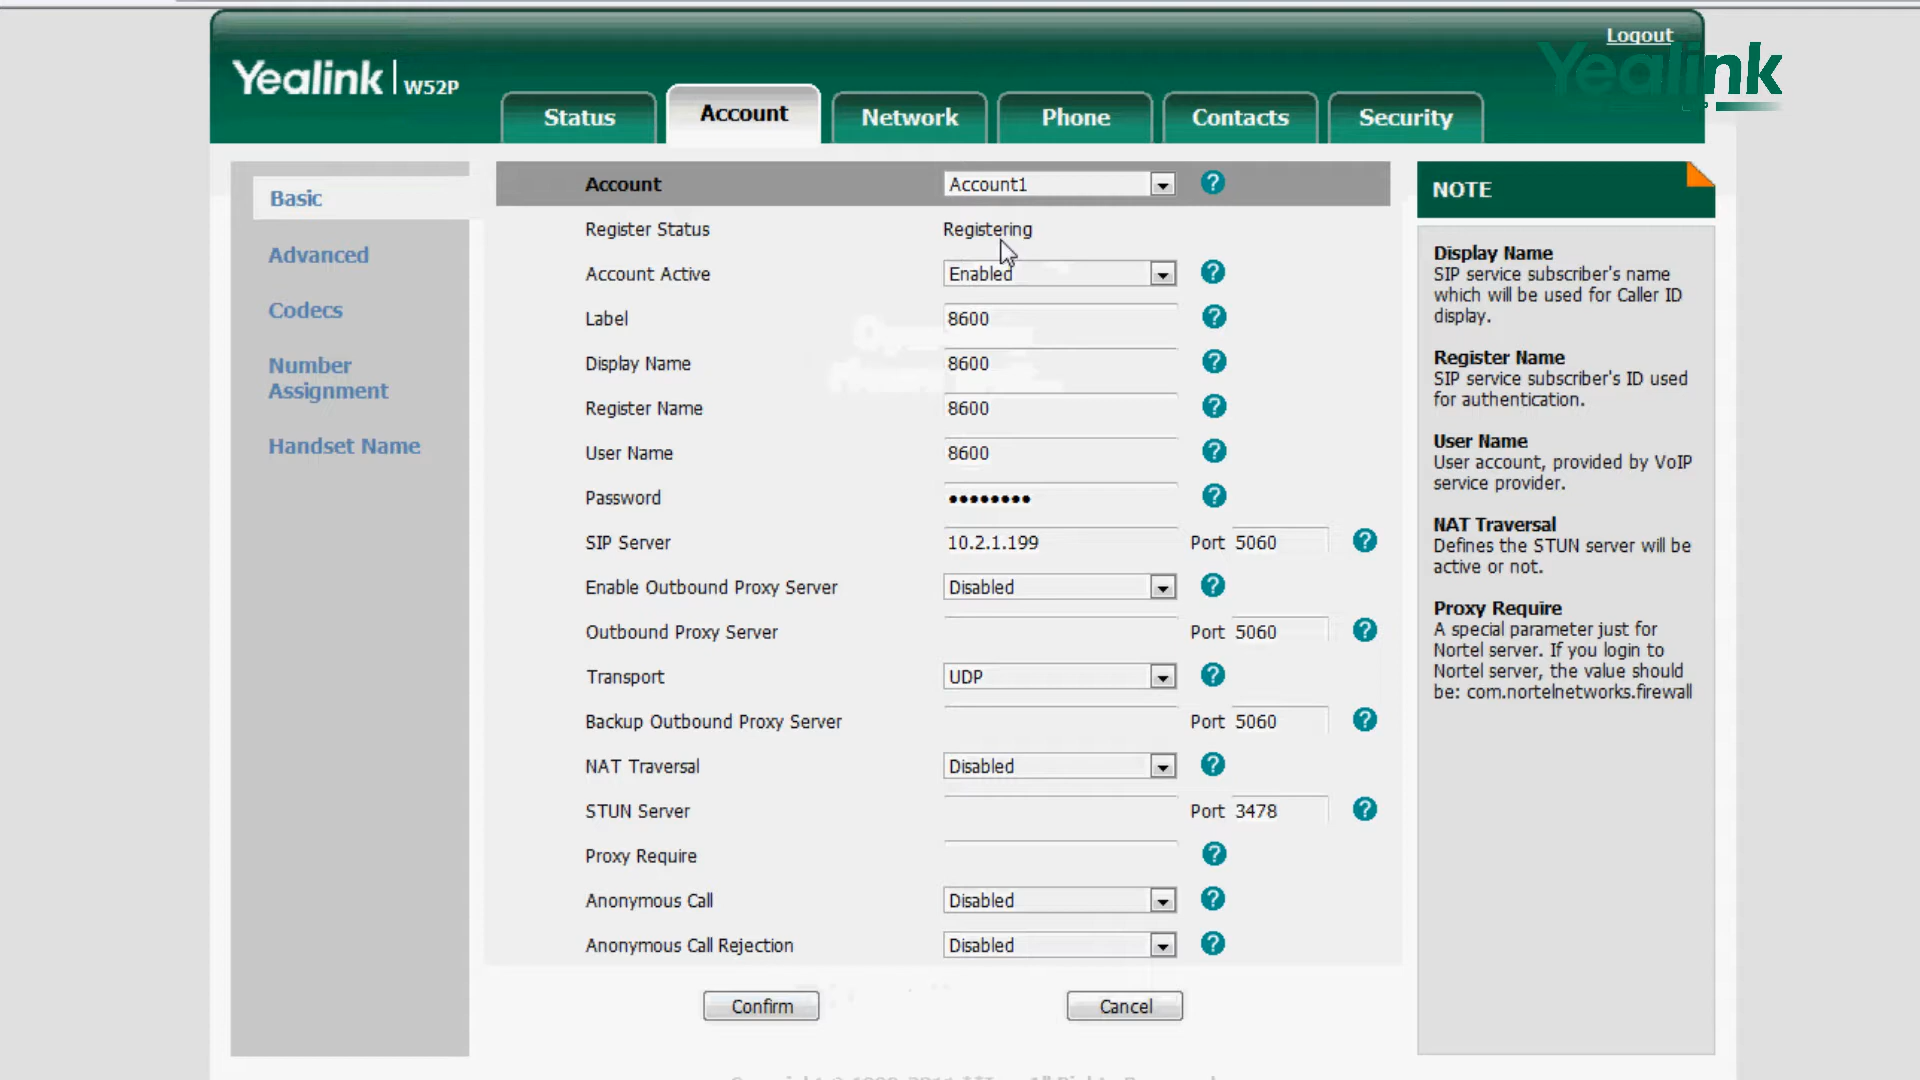 Logout
Yealink
Yealink W52P
Status
Account
Network
Phone
Contacts
Security
Basic
Advanced
Codecs
Number
Assignment
Handset Name
Account Account1
Register Status Registering
Account Active Enabled
Label 8600
Display Name 8600
Register Name 8600
User Name 8600
Password ••••••••
SIP Server 10.2.1.199 Port 5060
Enable Outbound Proxy Server Disabled
Outbound Proxy Server Port 5060
Transport UDP
Backup Outbound Proxy Server Port 5060
NAT Traversal Disabled
STUN Server Port 3478
Proxy Require
Anonymous Call Disabled
Anonymous Call Rejection Disabled
Confirm
Cancel
NOTE
Display Name
SIP service subscriber's name
which will be used for Caller ID
display.
Register Name
SIP service subscriber's ID used
for authentication.
User Name
User account, provided by VoIP
service provider.
NAT Traversal
Defines the STUN server will be
active or not.
Proxy Require
A special parameter just for
Nortel server. If you login to
Nortel server, the value should
be: com.nortelnetworks.firewall